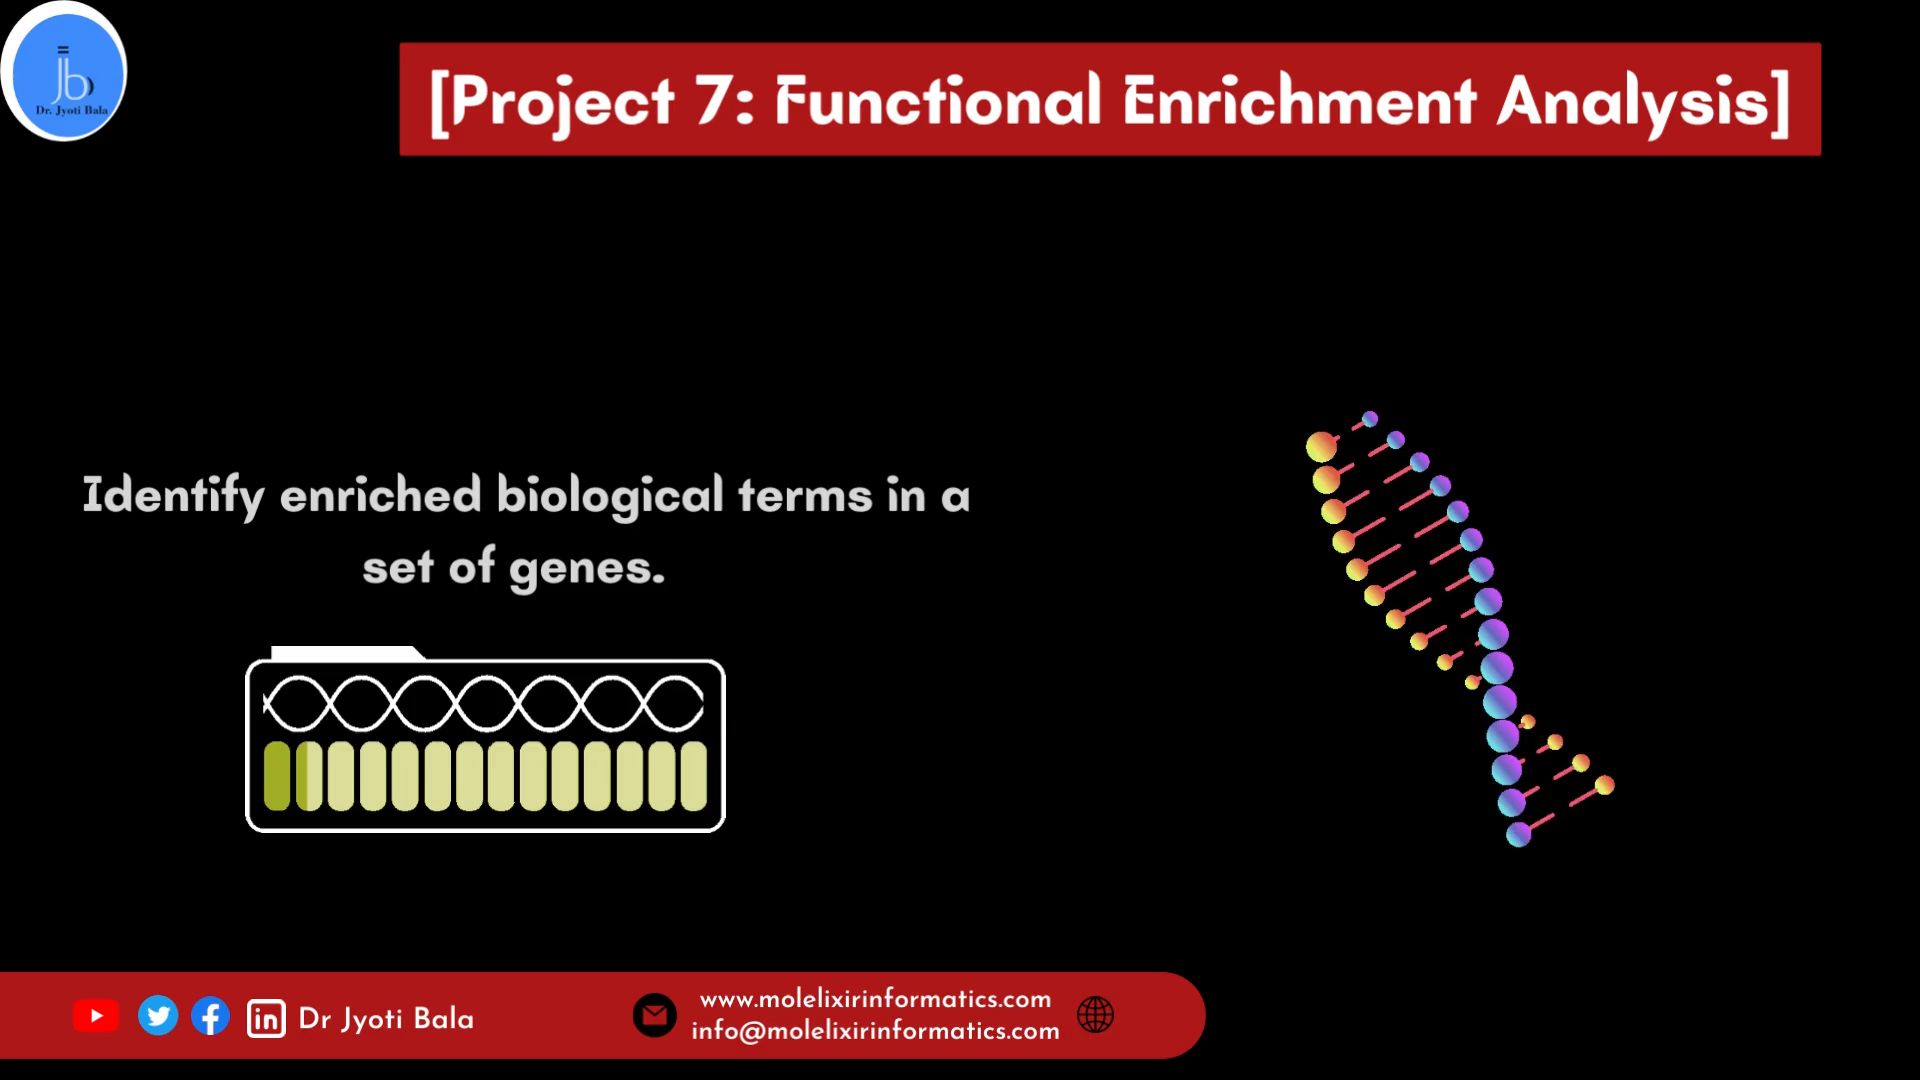 Dr. Jyoti Bala
[Project 7: Functional Enrichment Analysis]
Identify enriched biological terms in a
set of genes.
Dr Jyoti Bala
www.molelixirinformatics.com
info@molelixirinformatics.com